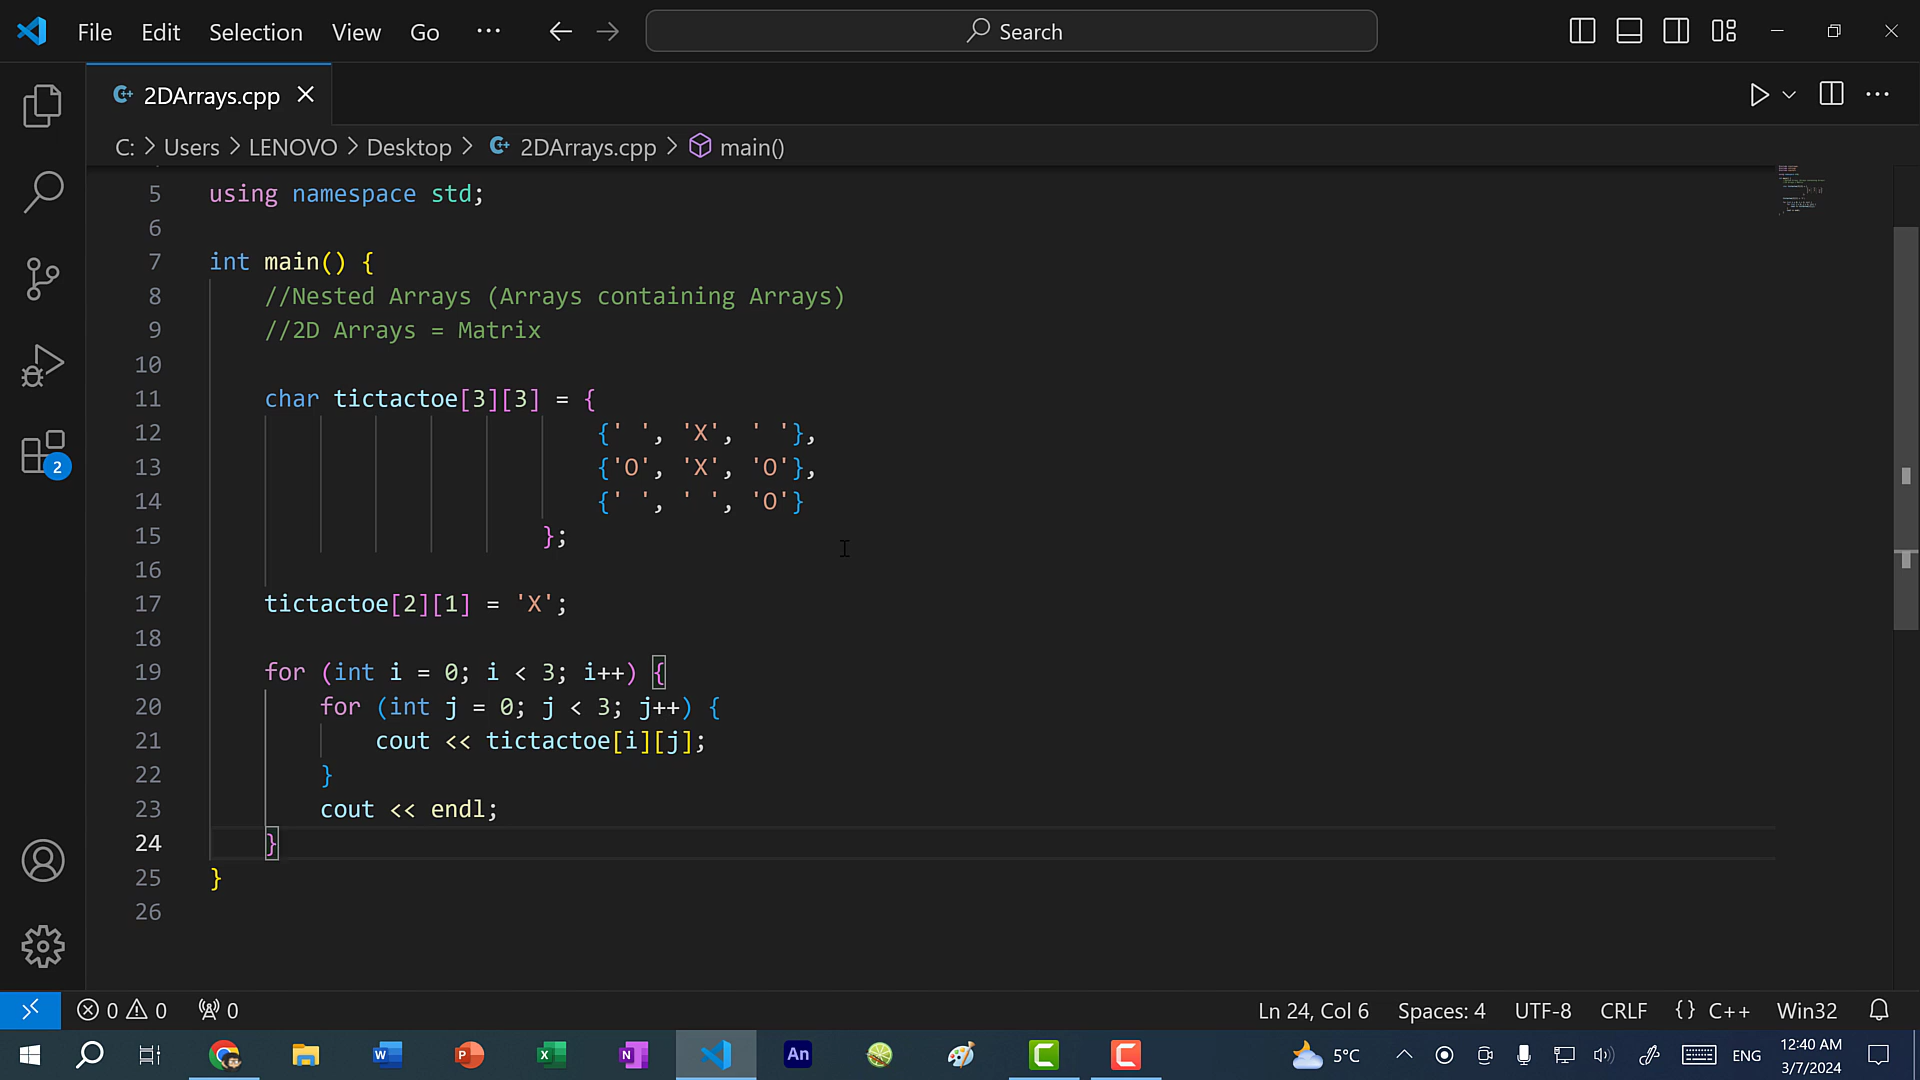 File Edit Selection View Go ··· Search
2DArrays.cpp
C: > Users > LENOVO > Desktop > 2DArrays.cpp > main()
5 using namespace std;
6
7 int main() {
8 //Nested Arrays (Arrays containing Arrays)
9 //2D Arrays = Matrix
10
11 char tictactoe[3][3] = {
12 {' ', 'X', ' '},
13 {'O', 'X', 'O'},
14 {' ', ' ', 'O'}
15 };
16
17 tictactoe[2][1] = 'X';
18
19 for (int i = 0; i < 3; i++) {
20 for (int j = 0; j < 3; j++) {
21 cout << tictactoe[i][j];
22 }
23 cout << endl;
24 }
25 }
26
2
0 0 0 Ln 24, Col 6 Spaces: 4 UTF-8 CRLF {} C++ Win32
W P X N An C C 5°C ENG 12:40 AM
3/7/2024